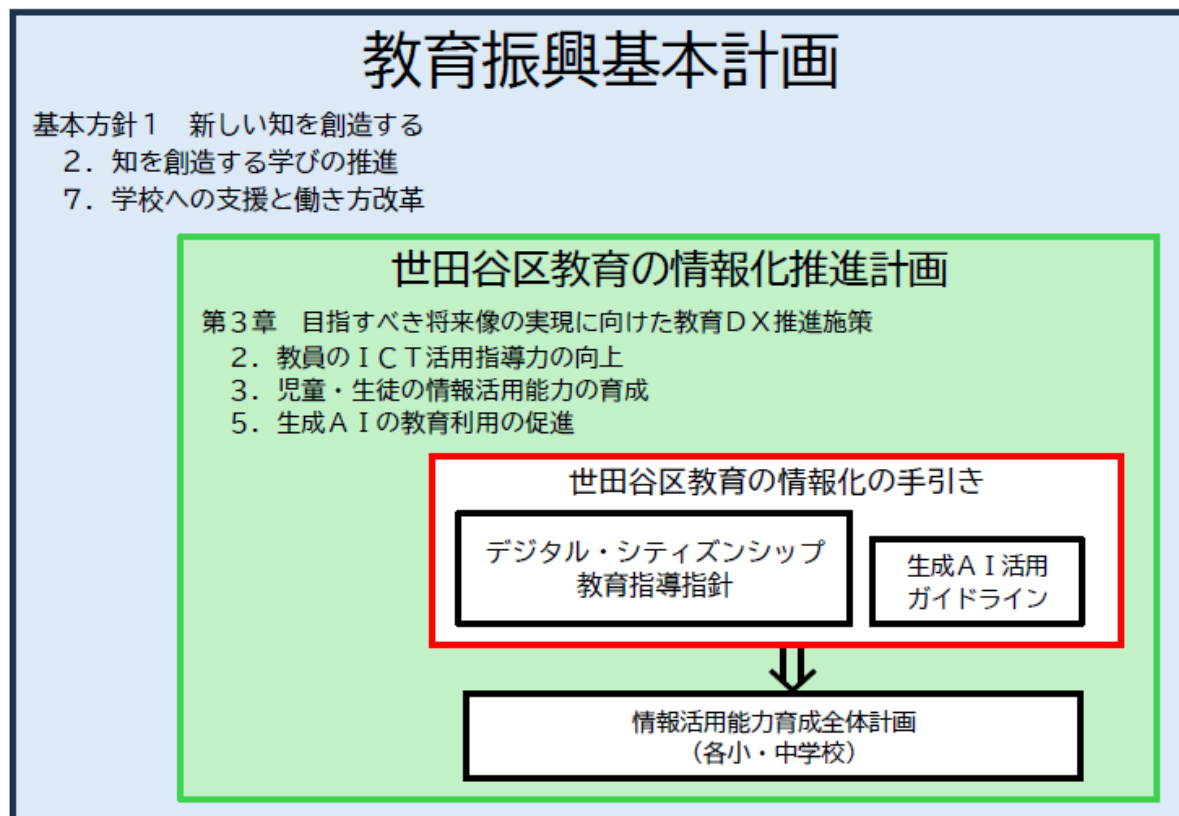 教育振興基本計画
基本方針１　新しい知を創造する
２．知を創造する学びの推進
７．学校への支援と働き方改革
世田谷区教育の情報化推進計画
第３章　目指すべき将来像の実現に向けた教育ＤＸ推進施策
２．教員のＩＣＴ活用指導力の向上
３．児童・生徒の情報活用能力の育成
５．生成ＡＩの教育利用の促進
世田谷区教育の情報化の手引き
デジタル・シティズンシップ
教育指導指針
生成ＡＩ活用
ガイドライン
情報活用能力育成全体計画
（各小・中学校）